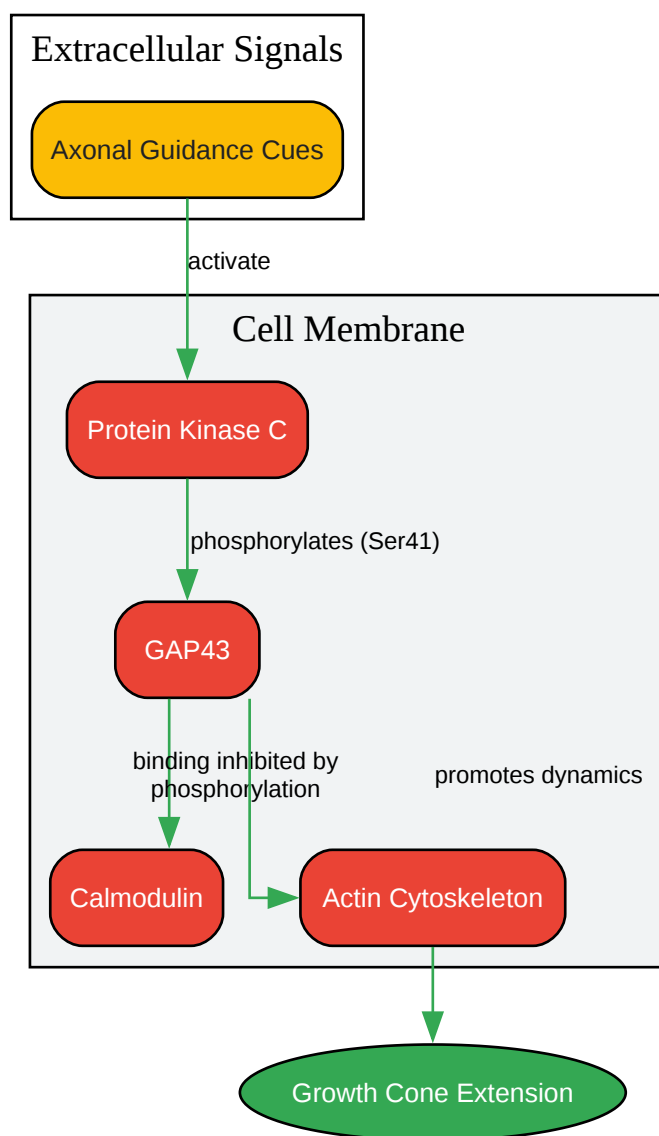 Extracellular Signals
Axonal Guidance Cues
activate
Cell Membrane
Protein Kinase C
phosphorylates (Ser41)
GAP43
binding inhibited by
phosphorylation
promotes dynamics
Calmodulin
Actin Cytoskeleton
Growth Cone Extension